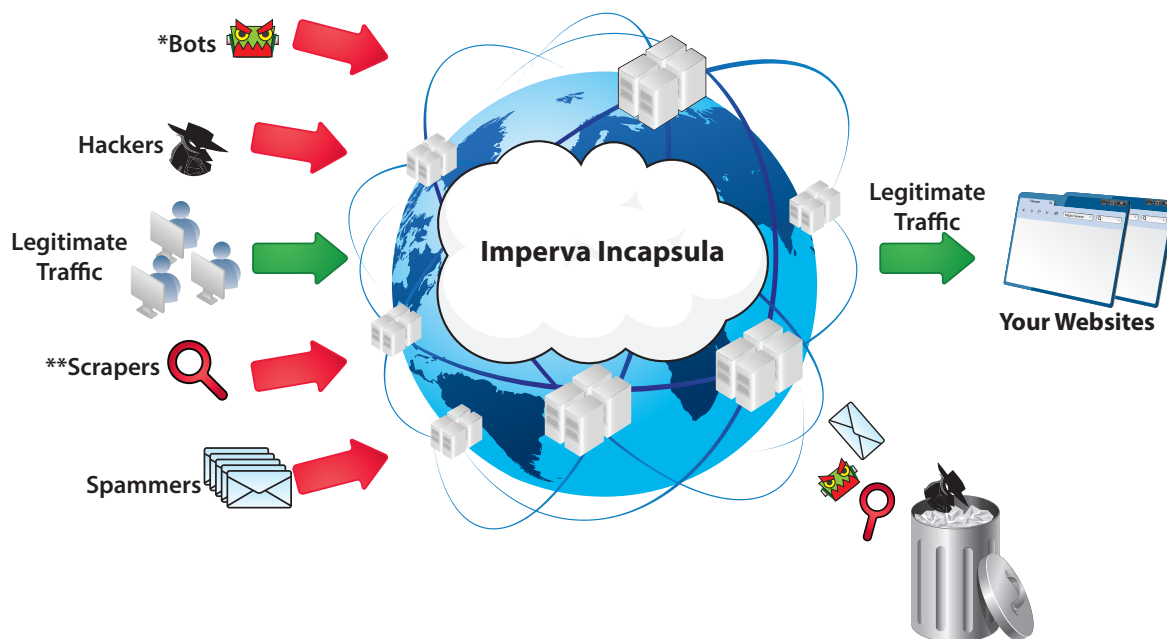 *Bots
Hackers
Legitimate
Traffic
**Scrapers
Spammers
Imperva Incapsula
Legitimate
Traffic
Your Websites